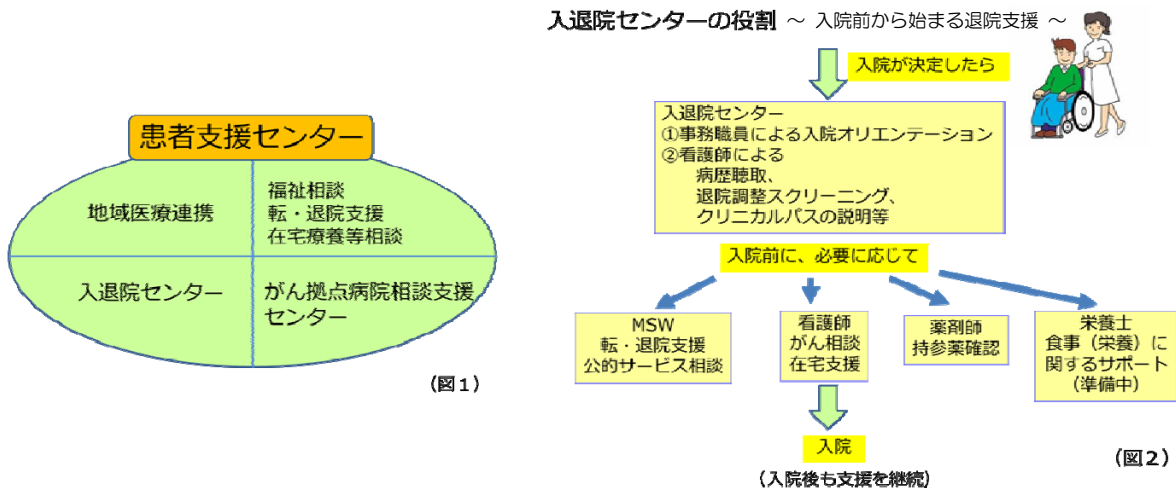 患者支援センター
地域医療連携
福祉相談
転・退院支援
在宅療養等相談
入退院センター
がん拠点病院相談支援
センター
(図1)
入退院センターの役割 ～ 入院前から始まる退院支援 ～
入院が決定したら
入退院センター
①事務職員による入院オリエンテーション
②看護師による
病歴聴取、
退院調整スクリーニング、
クリニカルパスの説明等
入院前に、必要に応じて
MSW
転・退院支援
公的サービス相談
看護師
がん相談
在宅支援
薬剤師
持参薬確認
栄養士
食事（栄養）に
関するサポート
（準備中）
入院
(入院後も支援を継続)
(図2)